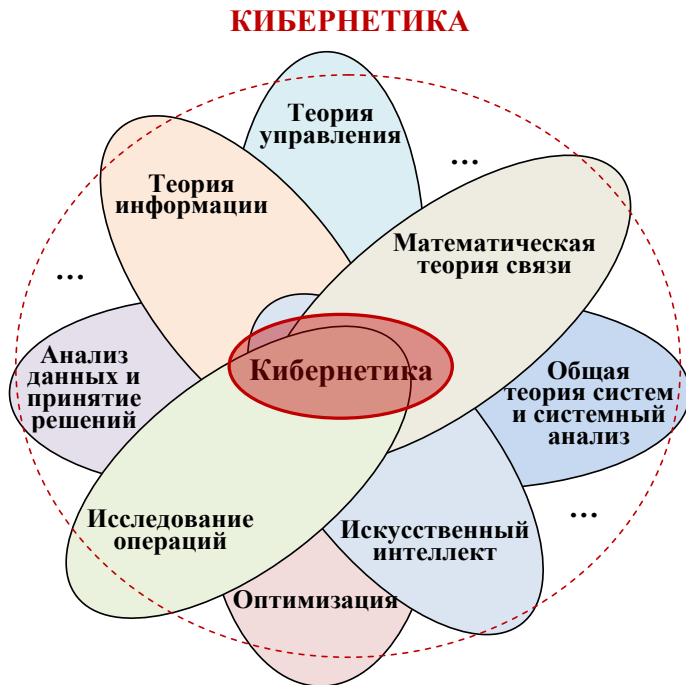 КИБЕРНЕТИКА
Теория
управления
...
Теория
информации
Математическая
теория связи
...
Анализ
данных и
принятие
решений
Кибернетика
Общая
теория систем
и системный
анализ
Исследование
операций
Искусственный
интеллект
...
Оптимизация